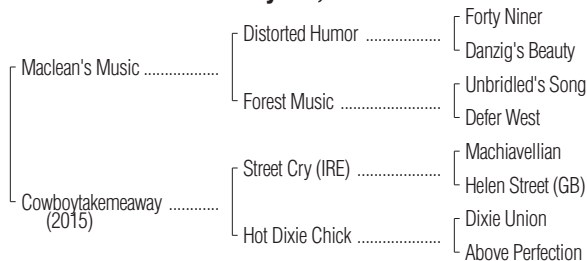 Forty Niner
Distorted Humor ..................
Danzig's Beauty
Maclean's Music ..................
Unbridled's Song
Forest Music ........................
Defer West
Machiavellian
Street Cry (IRE) ....................
Helen Street (GB)
Cowboytakemeaway ............
(2015)
Dixie Union
Hot Dixie Chick ....................
Above Perfection